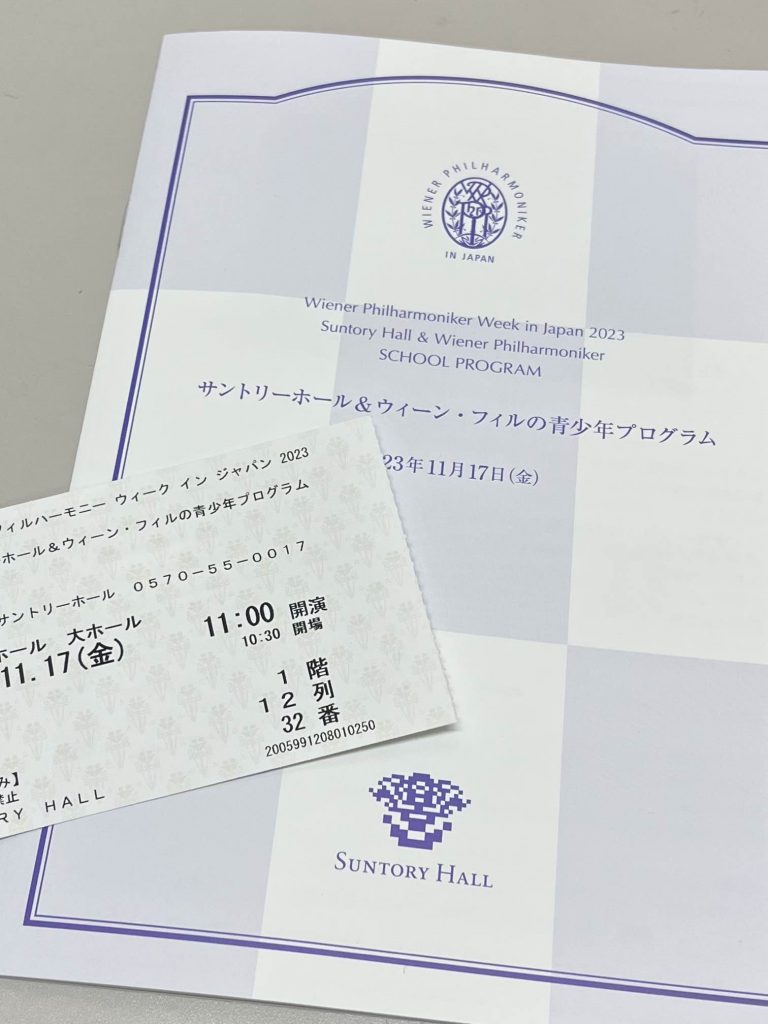 WIENER PHILHARMONIKER
IN JAPAN
Wiener Philharmoniker Week in Japan 2023
Suntory Hall & Wiener Philharmoniker
SCHOOL PROGRAM
サントリーホール&ウィーン・フィルの青少年プログラム
23年11月17日(金)
フィルハーモニー ウィーク イン ジャパン 2023
ホール&ウィーン・フィルの青少年プログラム
サントリーホール 0570-55-0017
ホール 大ホール
11.17(金)
11:00 開演
10:30 開場
1 階
12 列
32 番
2005991208010250
み】
禁止
RY HALL
SUNTORY HALL